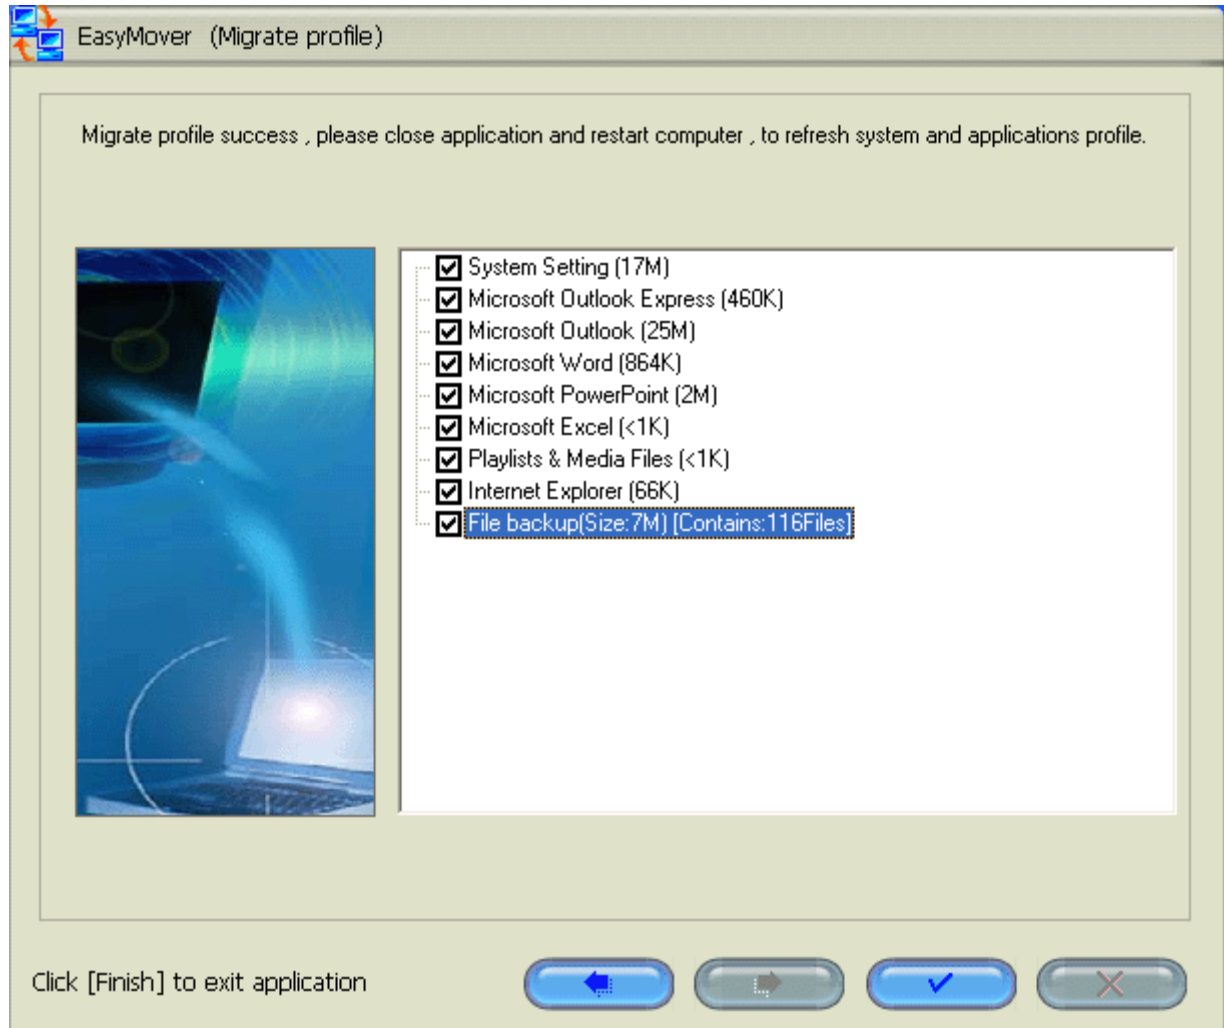 EasyMover (Migrate profile)
Migrate profile success , please close application and restart computer , to refresh system and applications profile.
System Setting (17M)
Microsoft Outlook Express (460K)
Microsoft Outlook (25M)
Microsoft Word (864K)
Microsoft PowerPoint (2M)
Microsoft Excel (<1K)
Playlists & Media Files (<1K)
Internet Explorer (66K)
File backup(Size:7M) [Contains:116Files]
Click [Finish] to exit application